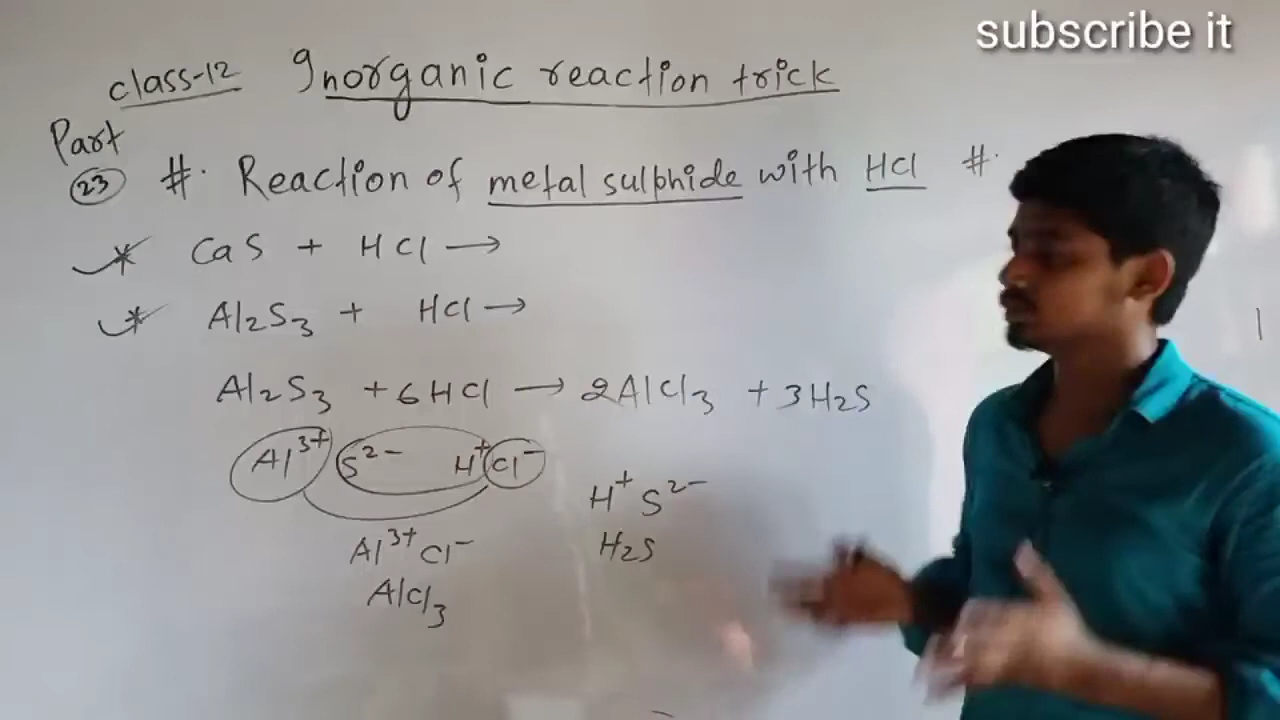 subscribe it
class-12 Inorganic reaction trick
Part
23 #. Reaction of metal sulphide with HCl #.
* CaS + HCl →
* Al₂S₃ + HCl →
Al₂S₃ + 6HCl → 2AlCl₃ + 3H₂S
Al³⁺ S²⁻ H⁺ Cl⁻
H⁺ S²⁻
Al³⁺ Cl⁻
H₂S
AlCl₃